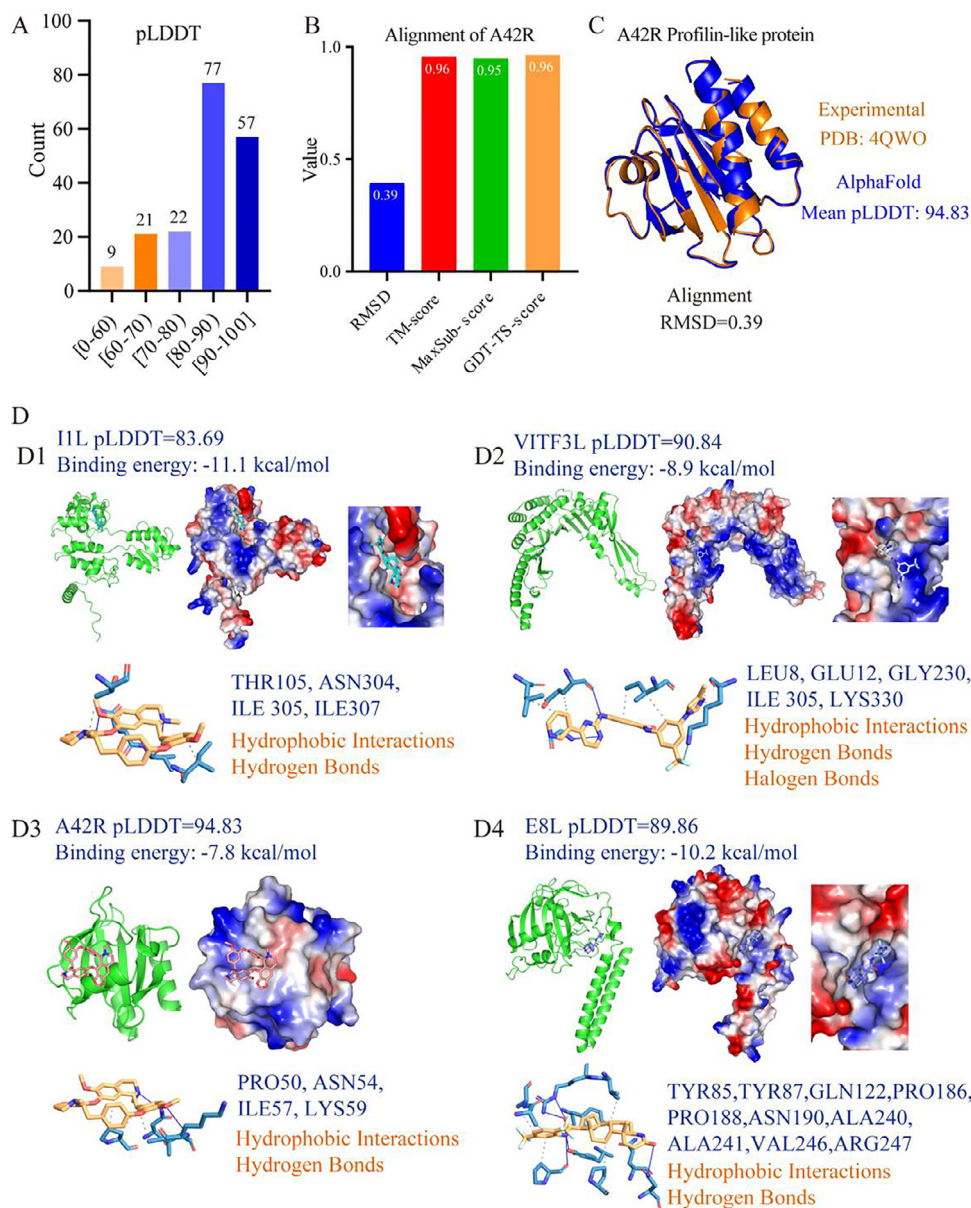 A
pLDDT
Count
100
80
60
40
20
0
9
21
22
77
57
[0-60)
[60-70)
[70-80)
[80-90)
[90-100]
B
Alignment of A42R
Value
1.0
0.5
0.0
0.39
0.96
0.95
0.96
RMSD
TM-score
MaxSub-score
GDT-TS-score
C
A42R Profilin-like protein
Experimental
PDB: 4QWO
AlphaFold
Mean pLDDT: 94.83
Alignment
RMSD=0.39
D
D1
I1L pLDDT=83.69
Binding energy: -11.1 kcal/mol
THR105, ASN304,
ILE 305, ILE307
Hydrophobic Interactions
Hydrogen Bonds
D2
VITF3L pLDDT=90.84
Binding energy: -8.9 kcal/mol
LEU8, GLU12, GLY230,
ILE 305, LYS330
Hydrophobic Interactions
Hydrogen Bonds
Halogen Bonds
D3
A42R pLDDT=94.83
Binding energy: -7.8 kcal/mol
PRO50, ASN54,
ILE57, LYS59
Hydrophobic Interactions
Hydrogen Bonds
D4
E8L pLDDT=89.86
Binding energy: -10.2 kcal/mol
TYR85,TYR87,GLN122,PRO186,
PRO188,ASN190,ALA240,
ALA241,VAL246,ARG247
Hydrophobic Interactions
Hydrogen Bonds